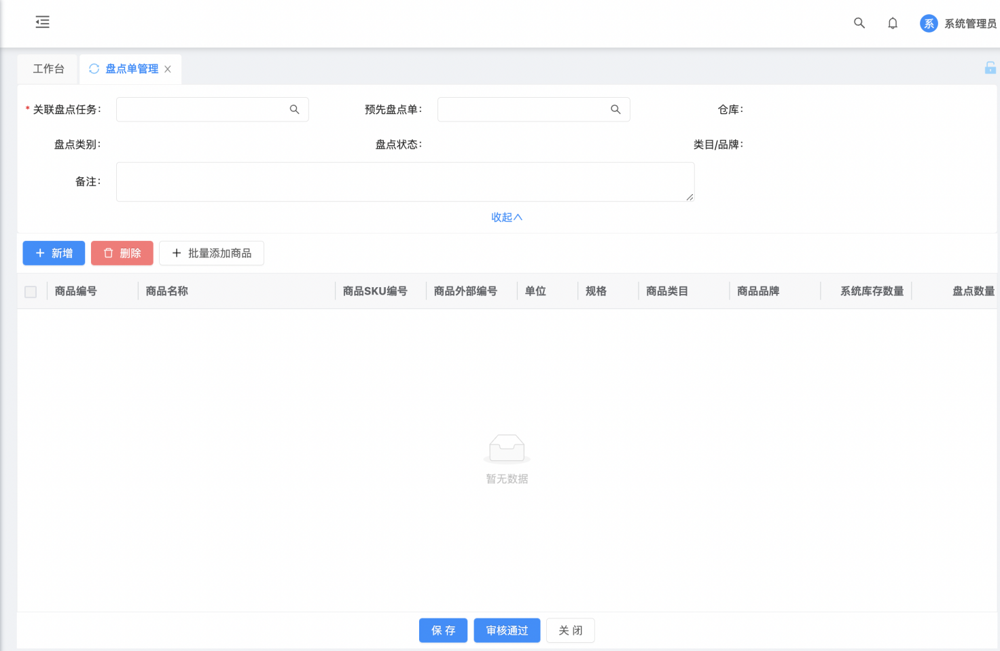 系 系统管理员
工作台 盘点单管理
* 关联盘点任务: 预先盘点单: 仓库:
盘点类别: 盘点状态: 类目/品牌:
备注:
收起
新增 删除 批量添加商品
商品编号 商品名称 商品SKU编号 商品外部编号 单位 规格 商品类目 商品品牌 系统库存数量 盘点数量
暂无数据
保 存 审核通过 关 闭